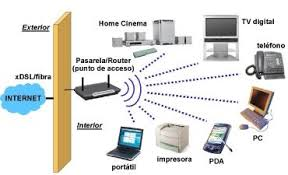 Home Cinema
TV digital
Exterior
Pasarela/Router
(punto de acceso)
teléfono
xDSL/fibra
INTERNET
Interior
PC
portátil
impresora
PDA